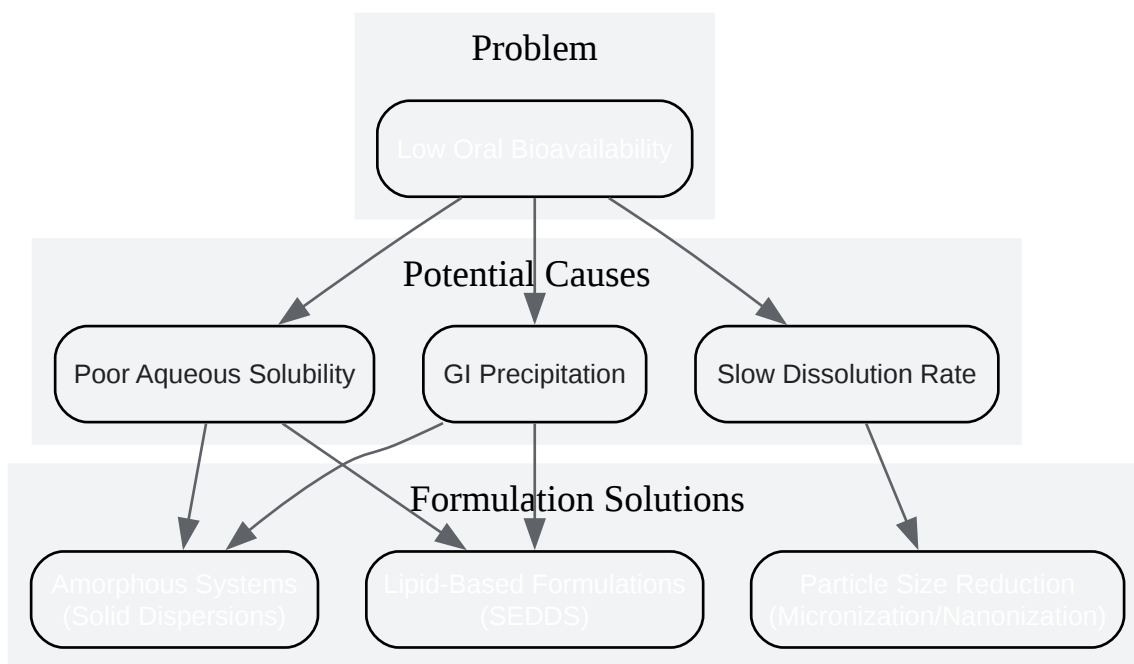 Problem
Low Oral Bioavailability
Potential Causes
Poor Aqueous Solubility
GI Precipitation
Slow Dissolution Rate
Formulation Solutions
Amorphous Systems
(Solid Dispersions)
Lipid-Based Formulations
(SEDDS)
Particle Size Reduction
(Micronization/Nanonization)